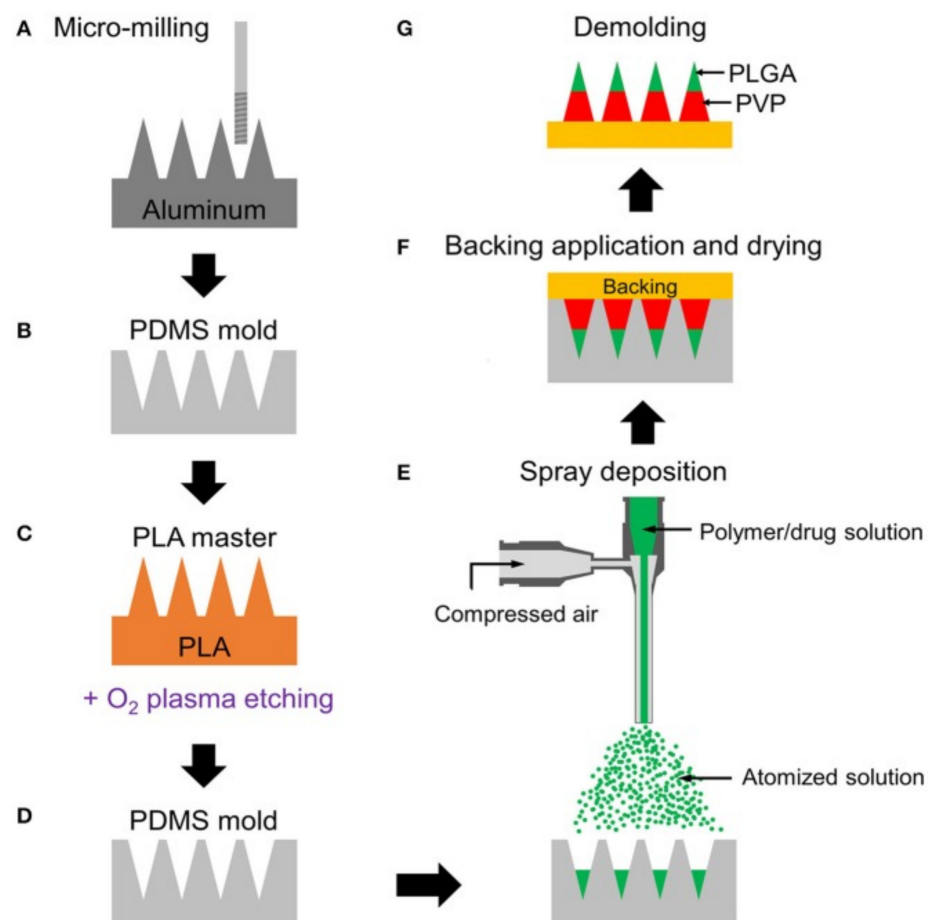 A Micro-milling
Aluminum
B PDMS mold
C PLA master
PLA
+ O₂ plasma etching
D PDMS mold
G Demolding
PLGA
PVP
F Backing application and drying
Backing
E Spray deposition
Polymer/drug solution
Compressed air
Atomized solution